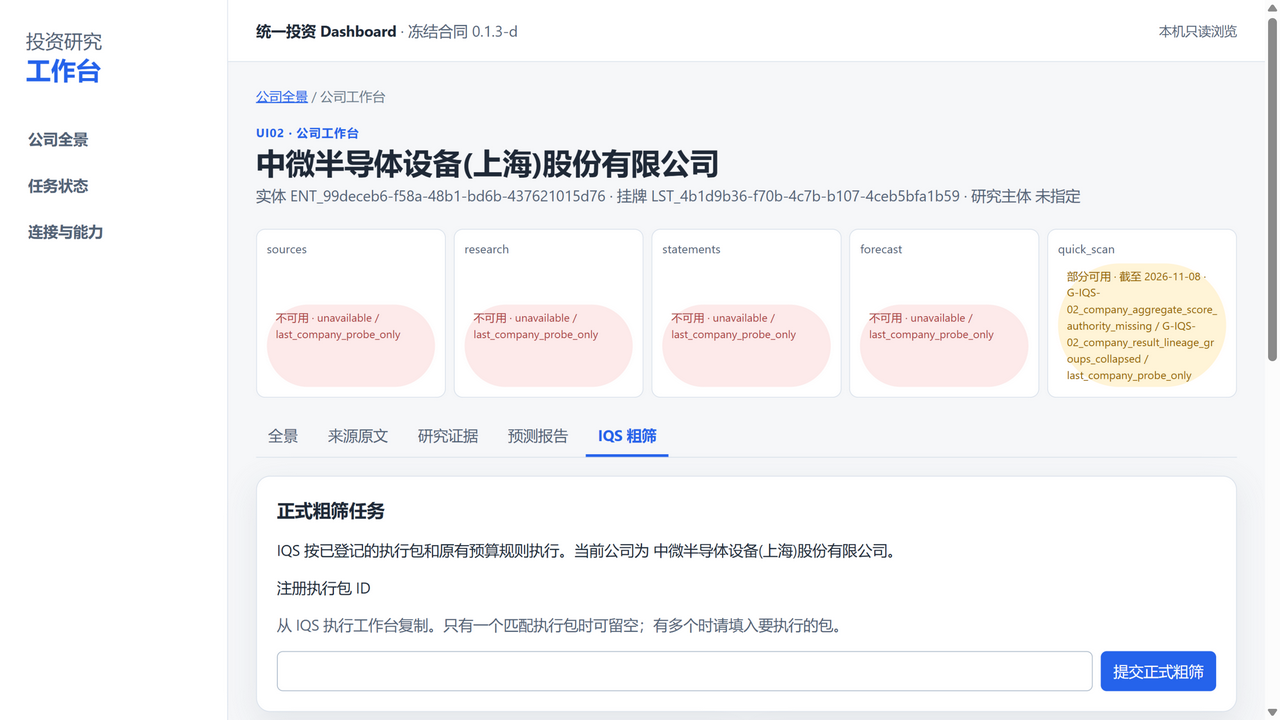 投资研究
工作台
公司全景
任务状态
连接与能力
统一投资 Dashboard · 冻结合同 0.1.3-d
本机只读浏览
公司全景 / 公司工作台
UI02 · 公司工作台
中微半导体设备(上海)股份有限公司
实体 ENT_99deceb6-f58a-48b1-bd6b-437621015d76 · 挂牌 LST_4b1d9b36-f70b-4c7b-b107-4ceb5bfa1b59 · 研究主体 未指定
sources
不可用 · unavailable /
last_company_probe_only
research
不可用 · unavailable /
last_company_probe_only
statements
不可用 · unavailable /
last_company_probe_only
forecast
不可用 · unavailable /
last_company_probe_only
quick_scan
部分可用 · 截至 2026-11-08 ·
G-IQS-
02_company_aggregate_score_
authority_missing / G-IQS-
02_company_result_lineage_gr
oups_collapsed /
last_company_probe_only
全景 来源原文 研究证据 预测报告 IQS 粗筛
正式粗筛任务
IQS 按已登记的执行包和原有预算规则执行。当前公司为 中微半导体设备(上海)股份有限公司。
注册执行包 ID
从 IQS 执行工作台复制。只有一个匹配执行包时可留空；有多个时请填入要执行的包。
提交正式粗筛